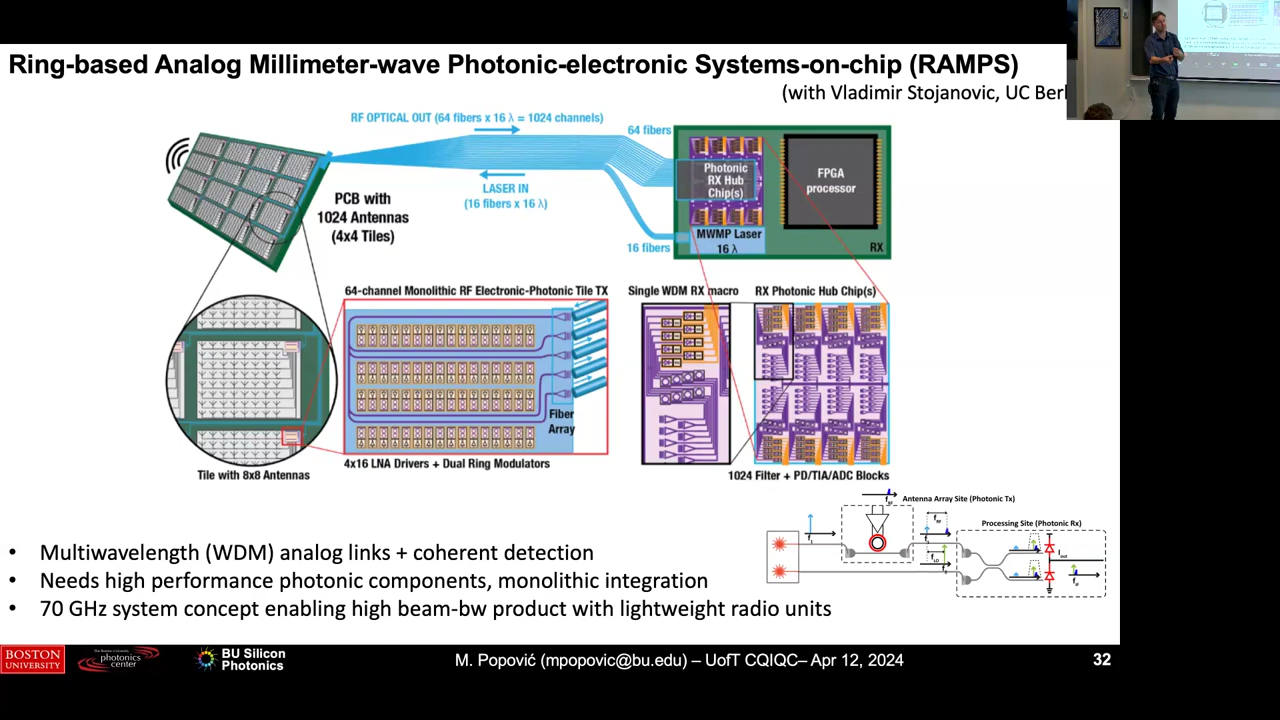 Ring-based Analog Millimeter-wave Photonic-electronic Systems-on-chip (RAMPS)
(with Vladimir Stojanovic, UC Berl
RF OPTICAL OUT (64 fibers x 16 λ = 1024 channels)
64 fibers
Photonic
RX Hub
Chip(s)
FPGA
processor
LASER IN
(16 fibers x 16 λ)
PCB with
1024 Antennas
(4x4 Tiles)
MWMP Laser
16 λ
16 fibers
RX
64-channel Monolithic RF Electronic-Photonic Tile TX
Single WDM RX macro
RX Photonic Hub Chip(s)
Fiber
Array
Tile with 8x8 Antennas
4x16 LNA Drivers + Dual Ring Modulators
1024 Filter + PD/TIA/ADC Blocks
Antenna Array Site (Photonic Tx)
Processing Site (Photonic Rx)
• Multiwavelength (WDM) analog links + coherent detection
• Needs high performance photonic components, monolithic integration
• 70 GHz system concept enabling high beam-bw product with lightweight radio units
BOSTON
UNIVERSITY
photonics
center
BU Silicon
Photonics
M. Popović (mpopovic@bu.edu) – UofT CQIQC– Apr 12, 2024
32